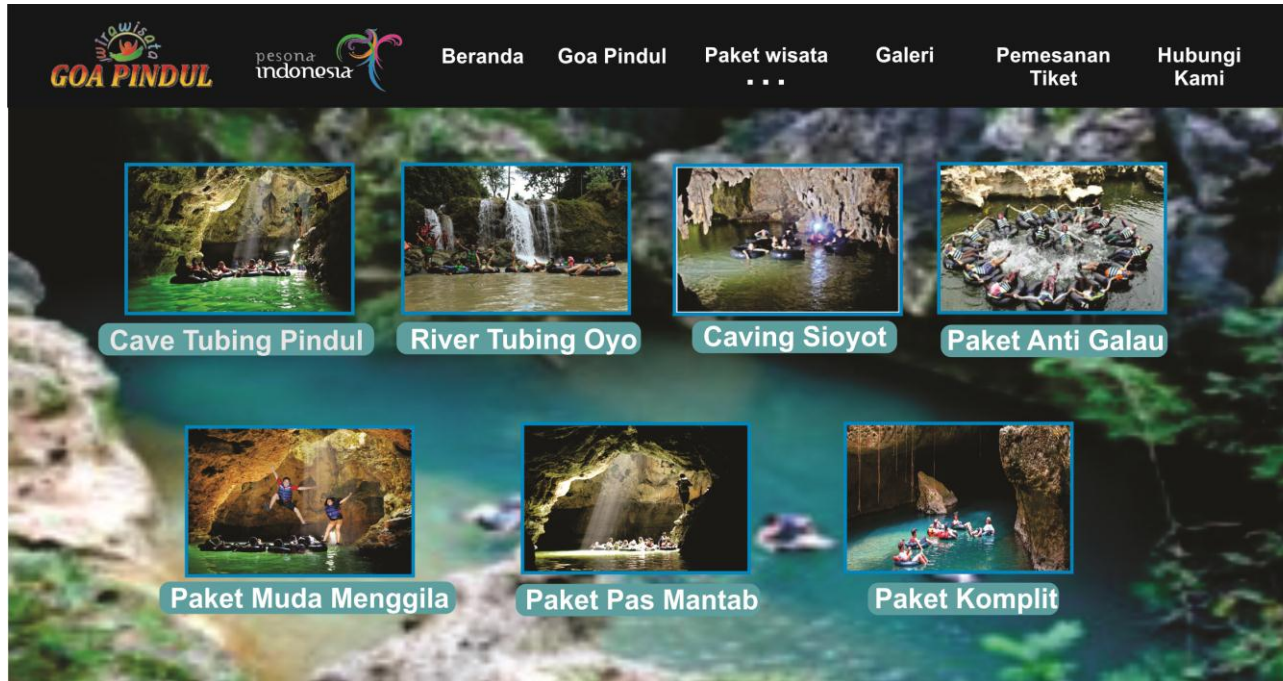 wirawisata
GOA PINDUL
pesona
indonesia
Beranda
Goa Pindul
Paket wisata
...
Galeri
Pemesanan
Tiket
Hubungi
Kami
Cave Tubing Pindul
River Tubing Oyo
Caving Sioyot
Paket Anti Galau
Paket Muda Menggila
Paket Pas Mantab
Paket Komplit